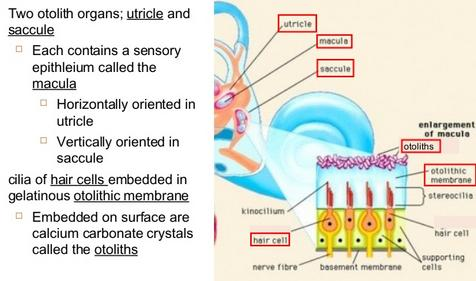 Two otolith organs; utricle and
saccule
Each contains a sensory
epithleium called the
macula
Horizontally oriented in
utricle
Vertically oriented in
saccule
cilia of hair cells embedded in
gelatinous otolithic membrane
Embedded on surface are
calcium carbonate crystals
called the otoliths
utricle
macula
saccule
enlargement
of macula
otoliths
otolithic
membrane
stereocilia
kinocilium
hair cell
hair cell
supporting
cells
nerve fibre
basement membrane